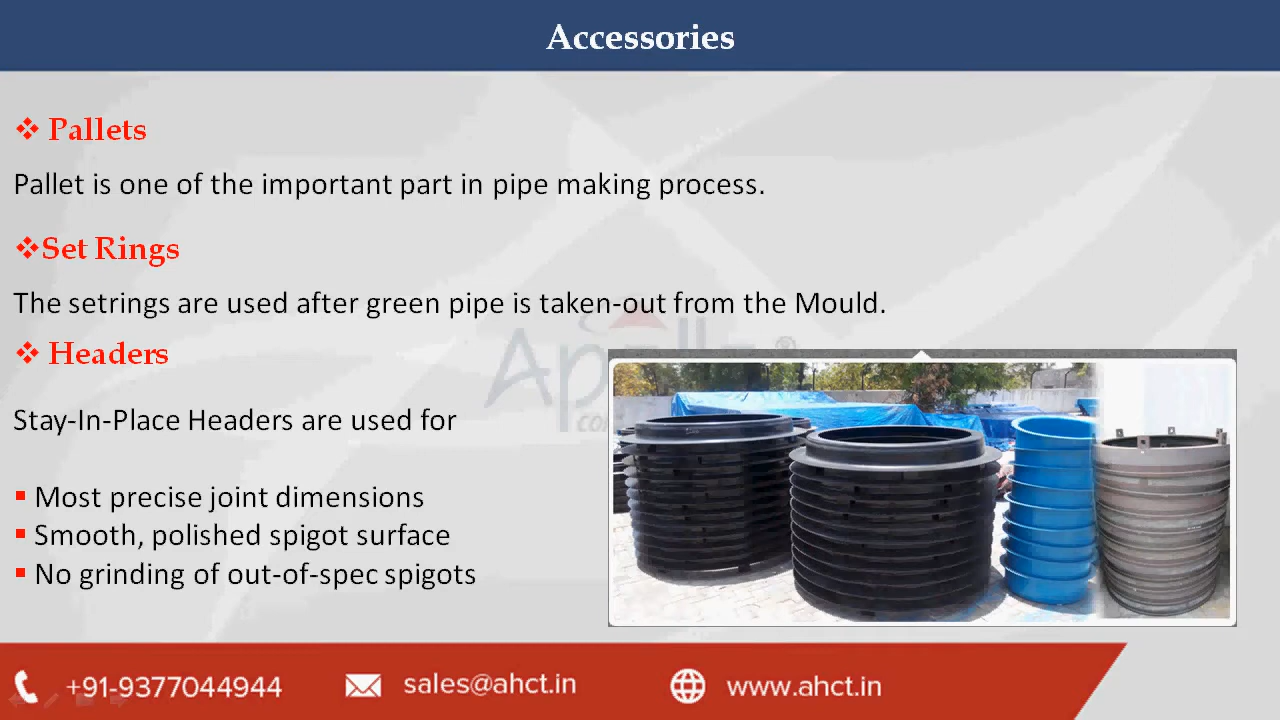 Accessories
Pallets
Pallet is one of the important part in pipe making process.
Set Rings
The setrings are used after green pipe is taken-out from the Mould.
Headers
Stay-In-Place Headers are used for
Most precise joint dimensions
Smooth, polished spigot surface
No grinding of out-of-spec spigots
+91-9377044944
sales@ahct.in
www.ahct.in